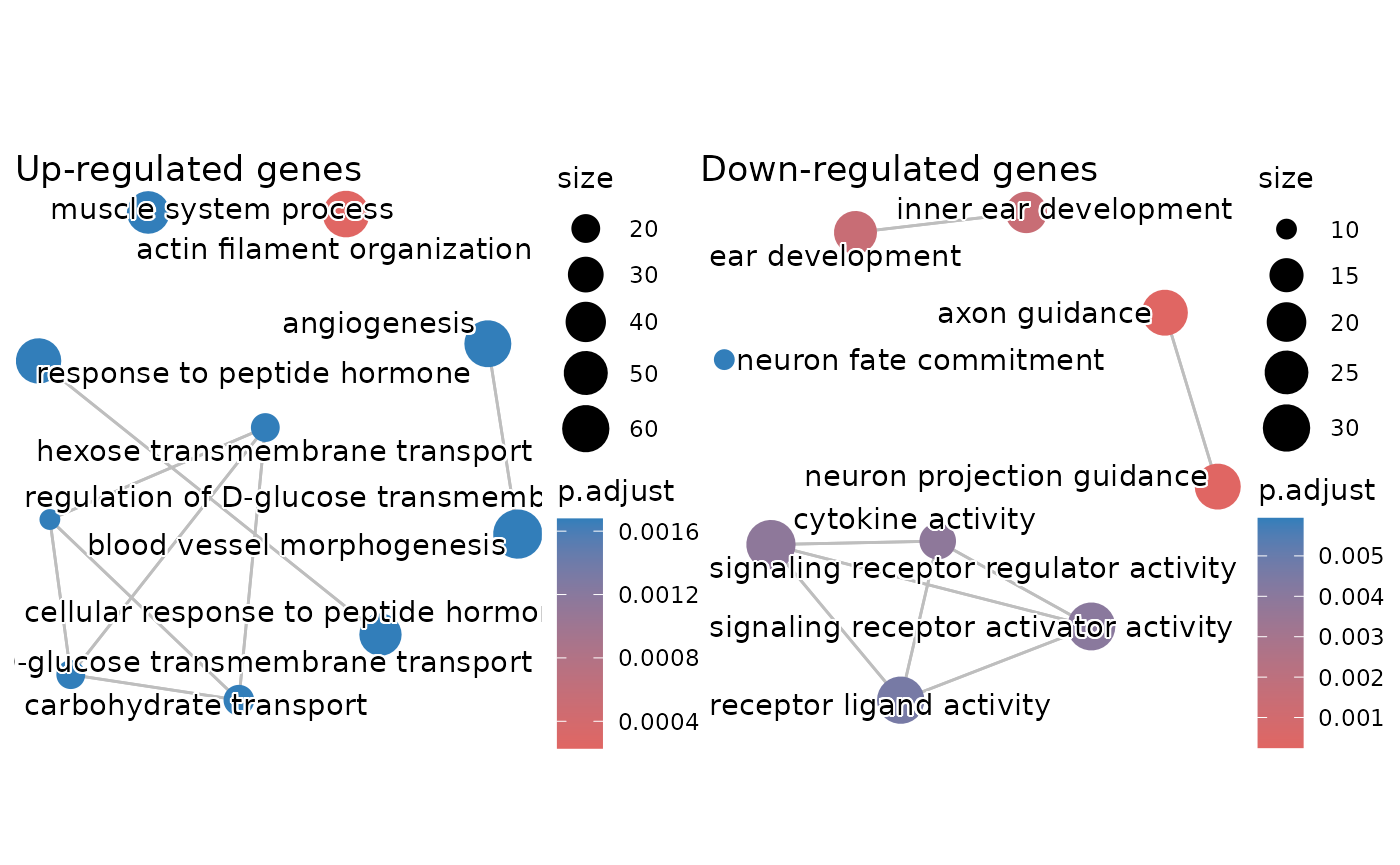 Up-regulated genes
muscle system process
actin filament organization
angiogenesis
response to peptide hormone
hexose transmembrane transport
regulation of D-glucose transmemb
blood vessel morphogenesis
cellular response to peptide hormo
-glucose transmembrane transport
carbohydrate transport
size
20
30
40
50
60
p.adjust
0.0016
0.0012
0.0008
0.0004
Down-regulated genes
inner ear development
ear development
axon guidance
neuron fate commitment
neuron projection guidance
cytokine activity
signaling receptor regulator activity
signaling receptor activator activity
receptor ligand activity
size
10
15
20
25
30
p.adjust
0.005
0.004
0.003
0.002
0.001